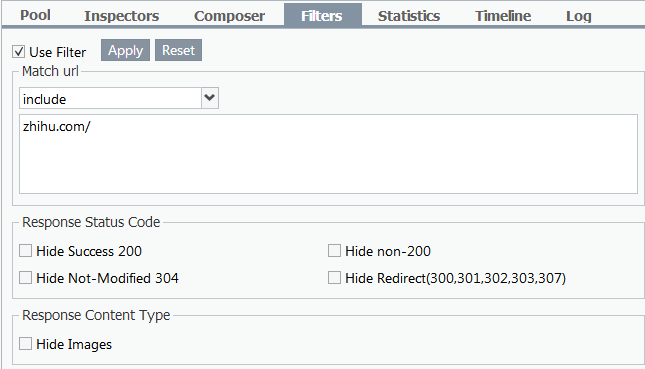 Pool Inspectors Composer Filters Statistics Timeline Log
Use Filter Apply Reset
Match url
include
zhihu.com/
Response Status Code
Hide Success 200 Hide non-200
Hide Not-Modified 304 Hide Redirect(300,301,302,303,307)
Response Content Type
Hide Images